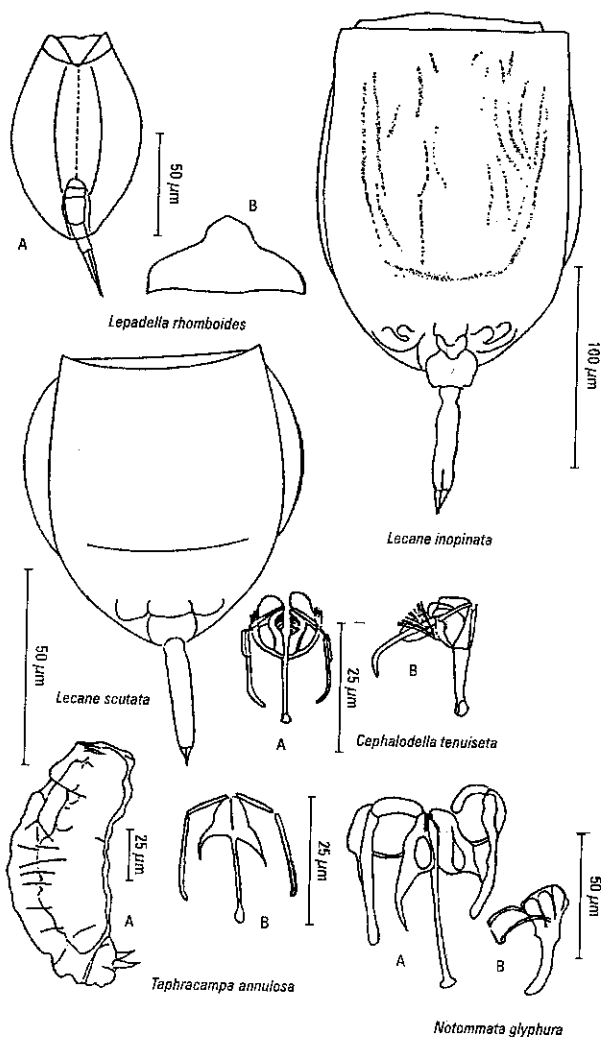 50 µm
B
A
Lepadella rhomboides
100 µm
Lecane inopinata
50 µm
Lecane scutata
25 µm
A
B
Cephalodella tenuiseta
25 µm
A
25 µm
B
Taphracampa annulosa
50 µm
A
B
Notommata glyphura